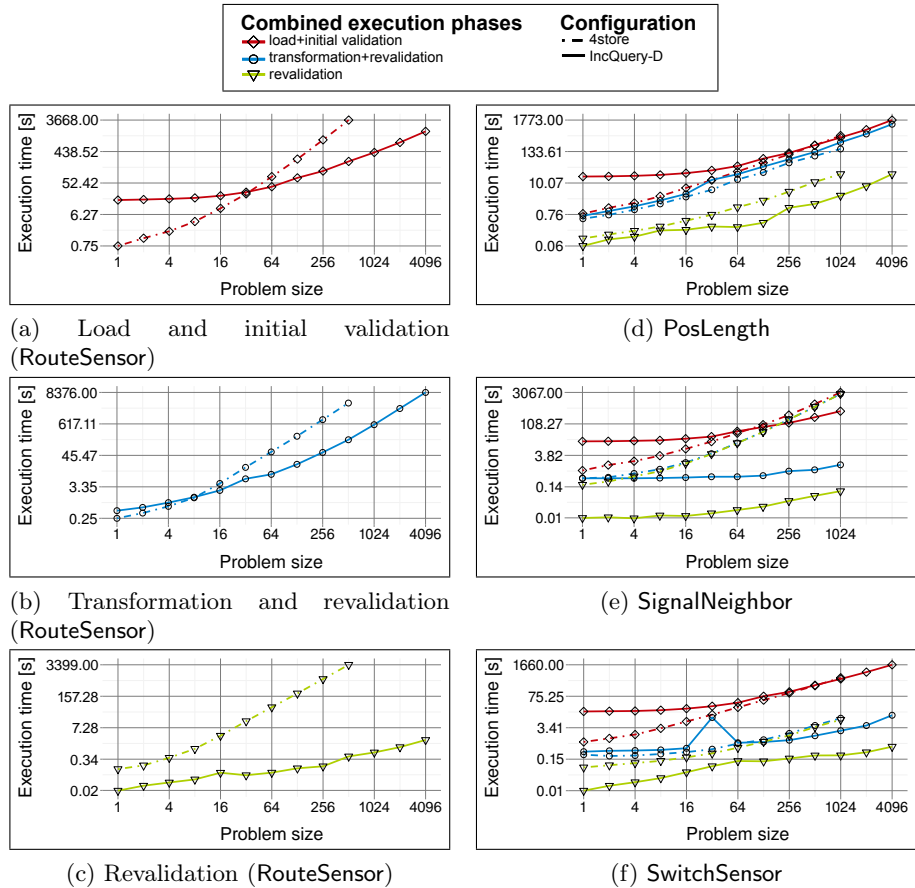 Combined execution phases
load+initial validation
transformation+revalidation
revalidation
Configuration
4store
IncQuery-D
Execution time [s]
3668.00
438.52
52.42
6.27
0.75
1 4 16 64 256 1024 4096
Problem size
(a) Load and initial validation
(RouteSensor)
Execution time [s]
1773.00
133.61
10.07
0.76
0.06
1 4 16 64 256 1024 4096
Problem size
(d) PosLength
Execution time [s]
8376.00
617.11
45.47
3.35
0.25
1 4 16 64 256 1024 4096
Problem size
(b) Transformation and revalidation
(RouteSensor)
Execution time [s]
3067.00
108.27
3.82
0.14
0.01
1 4 16 64 256 1024
Problem size
(e) SignalNeighbor
Execution time [s]
3399.00
157.28
7.28
0.34
0.02
1 4 16 64 256 1024 4096
Problem size
(c) Revalidation (RouteSensor)
Execution time [s]
1660.00
75.25
3.41
0.15
0.01
1 4 16 64 256 1024 4096
Problem size
(f) SwitchSensor